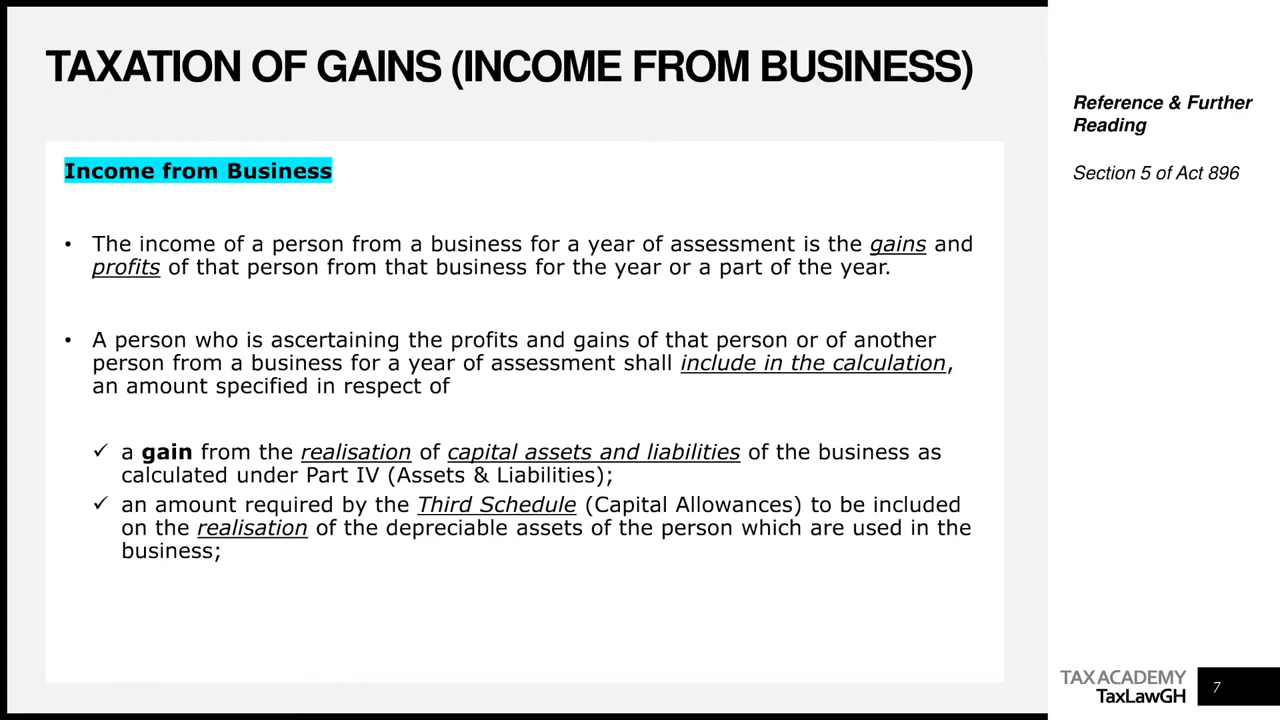 TAXATION OF GAINS (INCOME FROM BUSINESS)
Income from Business
• The income of a person from a business for a year of assessment is the gains and
profits of that person from that business for the year or a part of the year.
• A person who is ascertaining the profits and gains of that person or of another
person from a business for a year of assessment shall include in the calculation,
an amount specified in respect of
✓ a gain from the realisation of capital assets and liabilities of the business as
calculated under Part IV (Assets & Liabilities);
✓ an amount required by the Third Schedule (Capital Allowances) to be included
on the realisation of the depreciable assets of the person which are used in the
business;
Reference & Further
Reading
Section 5 of Act 896
TAX ACADEMY
TaxLawGH
7